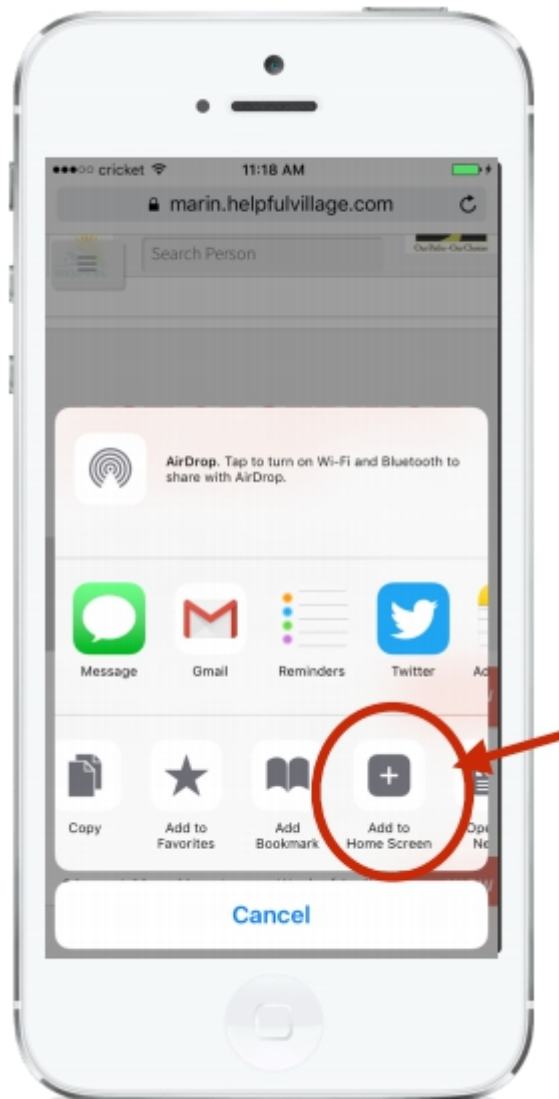 cricket
11:18 AM
marin.helpfulvillage.com
Search Person
AirDrop. Tap to turn on Wi-Fi and Bluetooth to
share with AirDrop.
Message
Gmail
Reminders
Twitter
Copy
Add to
Favorites
Add
Bookmark
Add to
Home Screen
Cancel